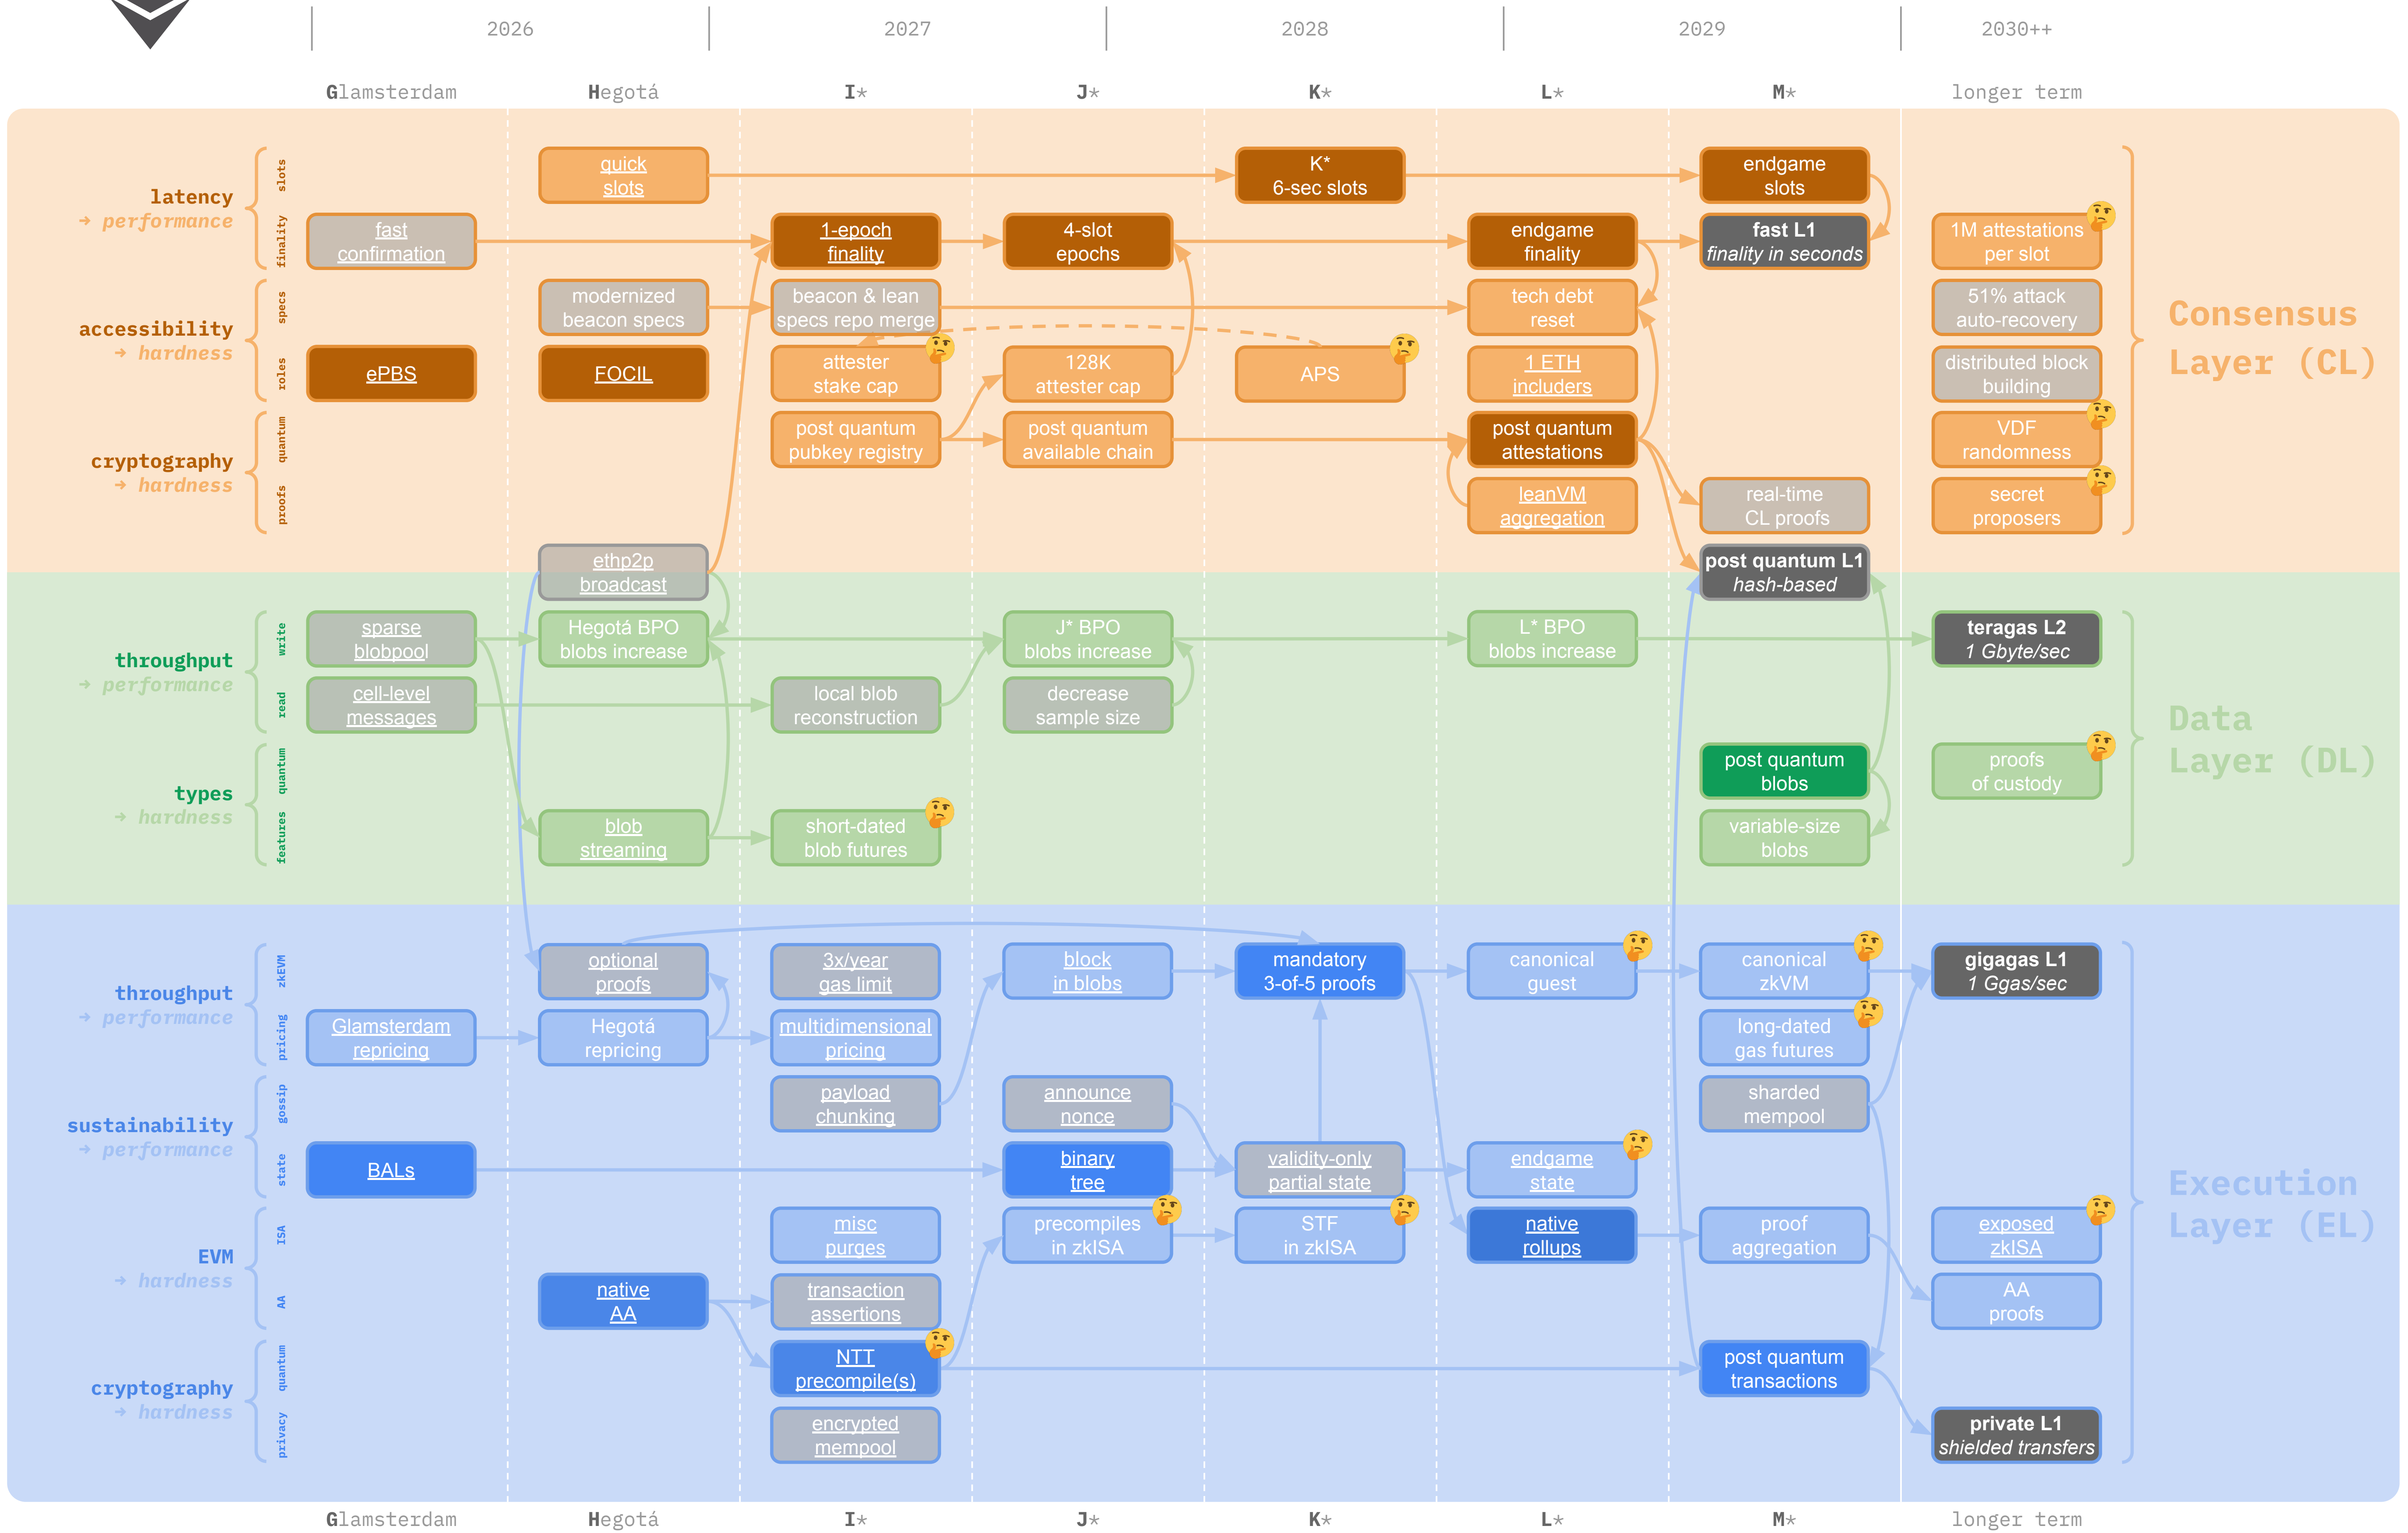 2026
2027
2028
2029
2030++
Glamsterdam
Hegotá
I*
J*
K*
L*
M*
longer term
latency
→ performance
slots
finality
quick
slots
K*
6-sec slots
endgame
slots
fast
confirmation
1-epoch
finality
4-slot
epochs
endgame
finality
fast L1
finality in seconds
1M attestations
per slot
accessibility
→ hardness
specs
roles
modernized
beacon specs
beacon & lean
specs repo merge
tech debt
reset
51% attack
auto-recovery
ePBS
FOCIL
attester
stake cap
128K
attester cap
APS
1 ETH
includers
distributed block
building
cryptography
→ hardness
quantum
proofs
post quantum
pubkey registry
post quantum
available chain
post quantum
attestations
VDF
randomness
leanVM
aggregation
real-time
CL proofs
secret
proposers
Consensus
Layer (CL)
ethp2p
broadcast
post quantum L1
hash-based
throughput
→ performance
write
read
sparse
blobpool
Hegotá BPO
blobs increase
J* BPO
blobs increase
L* BPO
blobs increase
teragas L2
1 Gbyte/sec
cell-level
messages
local blob
reconstruction
decrease
sample size
types
→ hardness
quantum
features
post quantum
blobs
proofs
of custody
blob
streaming
short-dated
blob futures
variable-size
blobs
Data
Layer (DL)
throughput
→ performance
zkEVM
pricing
optional
proofs
3x/year
gas limit
block
in blobs
mandatory
3-of-5 proofs
canonical
guest
canonical
zkVM
gigagas L1
1 Ggas/sec
Glamsterdam
repricing
Hegotá
repricing
multidimensional
pricing
long-dated
gas futures
sustainability
→ performance
gossip
state
payload
chunking
announce
nonce
sharded
mempool
BALs
binary
tree
validity-only
partial state
endgame
state
EVM
→ hardness
ISA
AA
misc
purges
precompiles
in zkISA
STF
in zkISA
native
rollups
proof
aggregation
exposed
zkISA
native
AA
transaction
assertions
AA
proofs
cryptography
→ hardness
quantum
privacy
NTT
precompile(s)
post quantum
transactions
encrypted
mempool
private L1
shielded transfers
Execution
Layer (EL)
Glamsterdam
Hegotá
I*
J*
K*
L*
M*
longer term